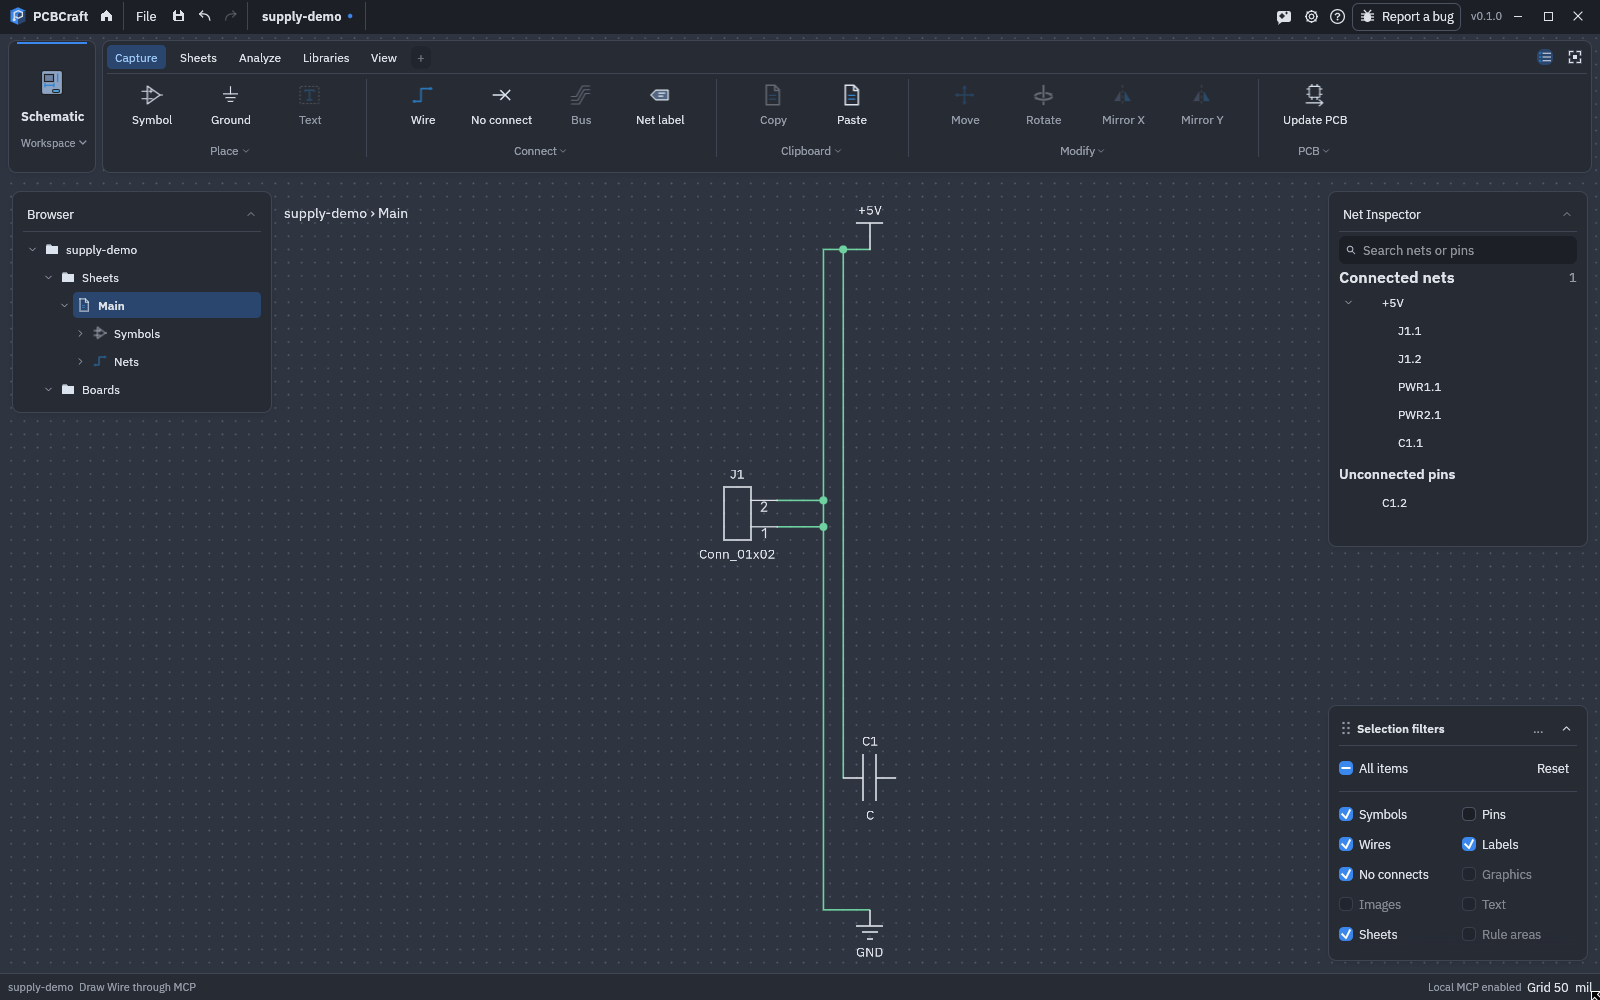 PCBCraft File supply-demo Report a bug v0.1.0
Capture Sheets Analyze Libraries View +
Schematic
Workspace
Symbol Ground Text Wire No connect Bus Net label Copy Paste Move Rotate Mirror X Mirror Y Update PCB
Place Connect Clipboard Modify PCB
Browser
supply-demo
Sheets
Main
Symbols
Nets
Boards
supply-demo › Main
+5V
J1
2
1
Conn_01x02
C1
C
GND
Net Inspector
Search nets or pins
Connected nets 1
+5V
J1.1
J1.2
PWR1.1
PWR2.1
C1.1
Unconnected pins
C1.2
Selection filters ...
All items Reset
Symbols Pins
Wires Labels
No connects Graphics
Images Text
Sheets Rule areas
supply-demo Draw Wire through MCP Local MCP enabled Grid 50 mil